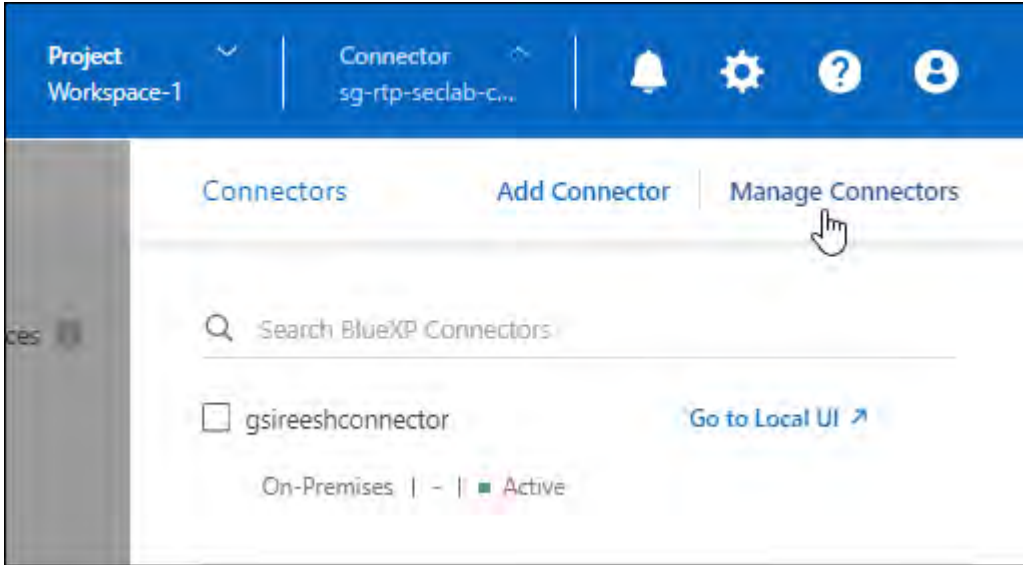 Project
Workspace-1
Connector
sg-rtp-seclab-c...
Connectors
Add Connector
Manage Connectors
ces
Search BlueXP Connectors
gsireeshconnector
Go to Local UI
On-Premises | - | Active